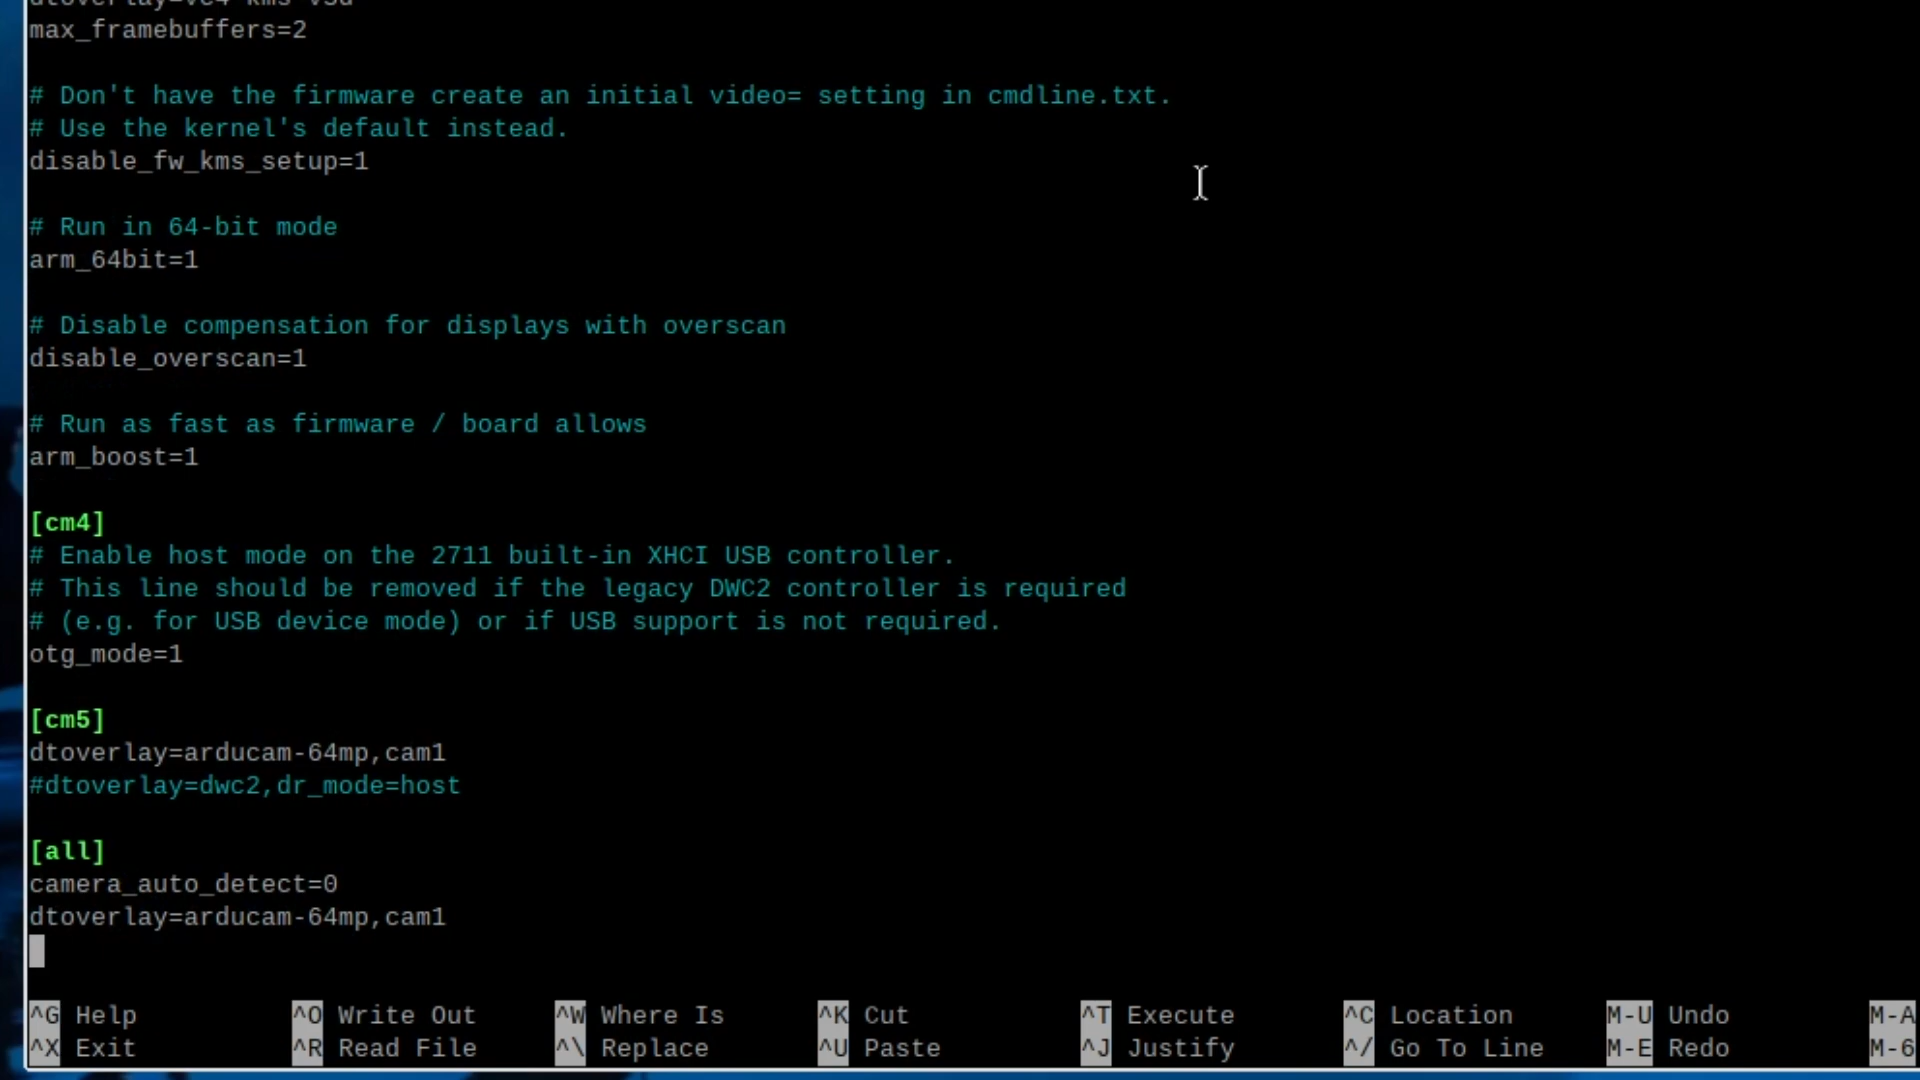 max_framebuffers=2
# Don't have the firmware create an initial video= setting in cmdline.txt.
# Use the kernel's default instead.
disable_fw_kms_setup=1
# Run in 64-bit mode
arm_64bit=1
# Disable compensation for displays with overscan
disable_overscan=1
# Run as fast as firmware / board allows
arm_boost=1
[cm4]
# Enable host mode on the 2711 built-in XHCI USB controller.
# This line should be removed if the legacy DWC2 controller is required
# (e.g. for USB device mode) or if USB support is not required.
otg_mode=1
[cm5]
dtoverlay=arducam-64mp,cam1
#dtoverlay=dwc2,dr_mode=host
[all]
camera_auto_detect=0
dtoverlay=arducam-64mp,cam1
^G Help ^O Write Out ^W Where Is ^K Cut ^T Execute ^C Location M-U Undo M-A
^X Exit ^R Read File ^\ Replace ^U Paste ^J Justify ^/ Go To Line M-E Redo M-6